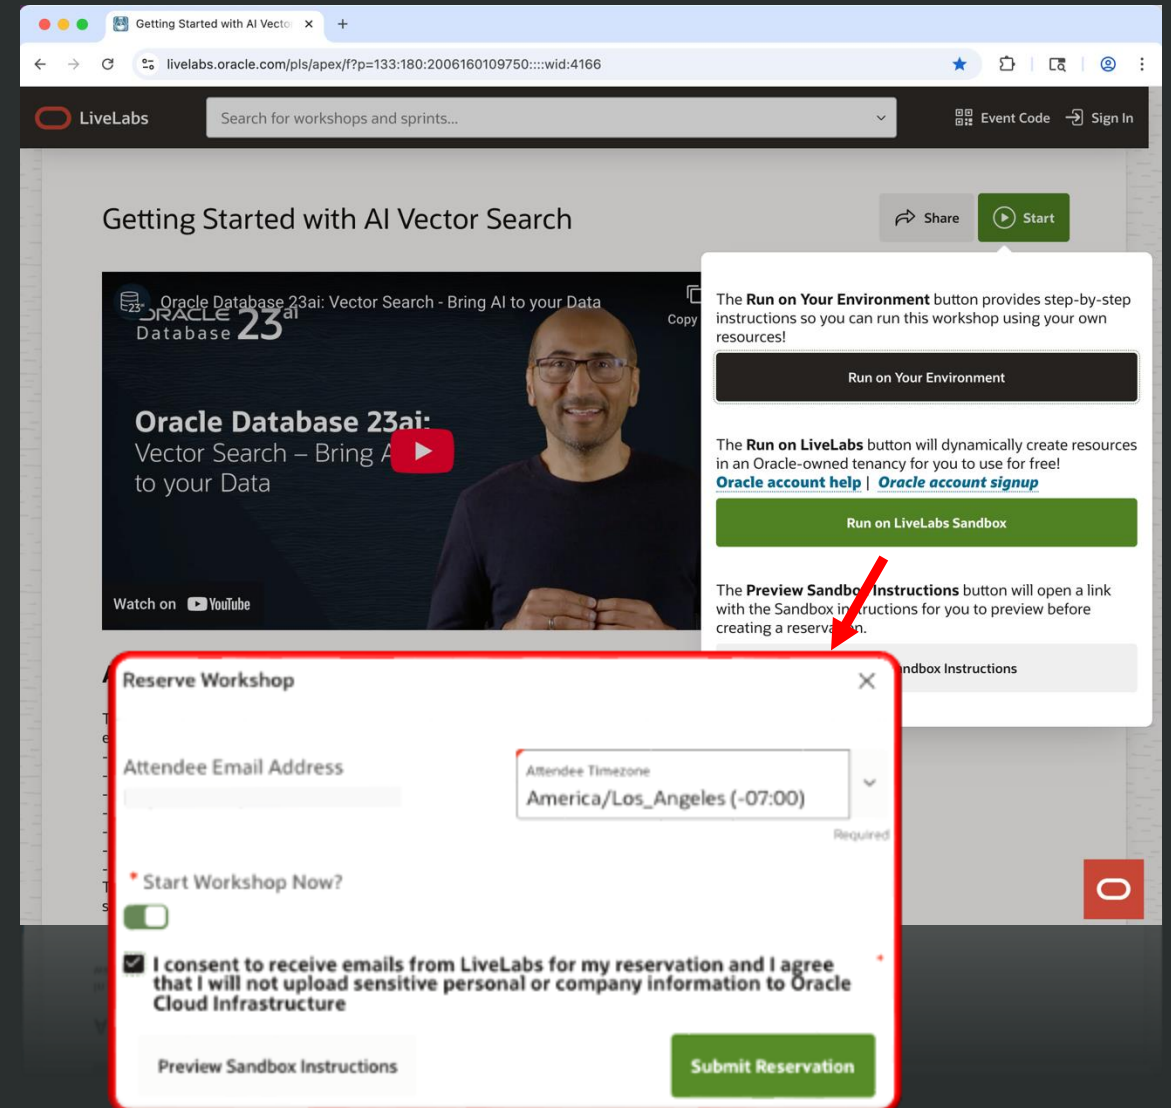 Getting Started with AI Vecto
livelabs.oracle.com/pls/apex/f?p=133:180:2006160109750::::wid:4166
LiveLabs
Search for workshops and sprints...
Event Code
Sign In
Getting Started with AI Vector Search
Share
Start
Oracle Database 23ai: Vector Search - Bring AI to your Data
Copy
ORACLE
Database 23ai
Oracle Database 23ai:
Vector Search – Bring A
to your Data
Watch on YouTube
The Run on Your Environment button provides step-by-step
instructions so you can run this workshop using your own
resources!
Run on Your Environment
The Run on LiveLabs button will dynamically create resources
in an Oracle-owned tenancy for you to use for free!
Oracle account help | Oracle account signup
Run on LiveLabs Sandbox
The Preview Sandbox Instructions button will open a link
with the Sandbox instructions for you to preview before
creating a reservation.
ndbox Instructions
Reserve Workshop
Attendee Email Address
Attendee Timezone
America/Los_Angeles (-07:00)
Required
* Start Workshop Now?
I consent to receive emails from LiveLabs for my reservation and I agree *
that I will not upload sensitive personal or company information to Oracle
Cloud Infrastructure
Preview Sandbox Instructions
Submit Reservation